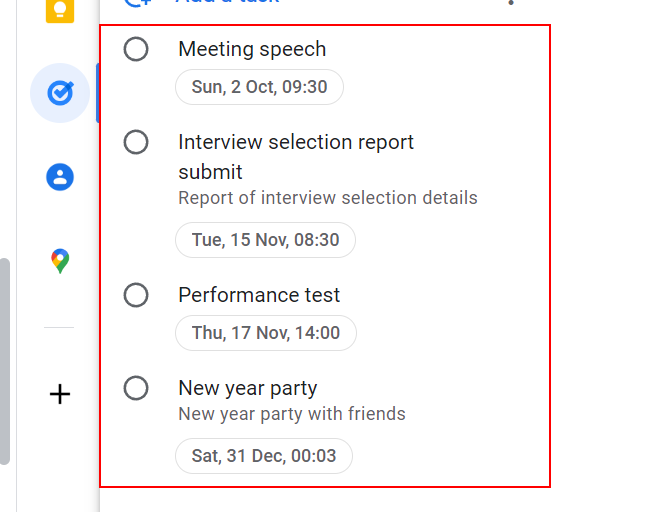 Add a task
Meeting speech
Sun, 2 Oct, 09:30
Interview selection report
submit
Report of interview selection details
Tue, 15 Nov, 08:30
Performance test
Thu, 17 Nov, 14:00
New year party
New year party with friends
Sat, 31 Dec, 00:03